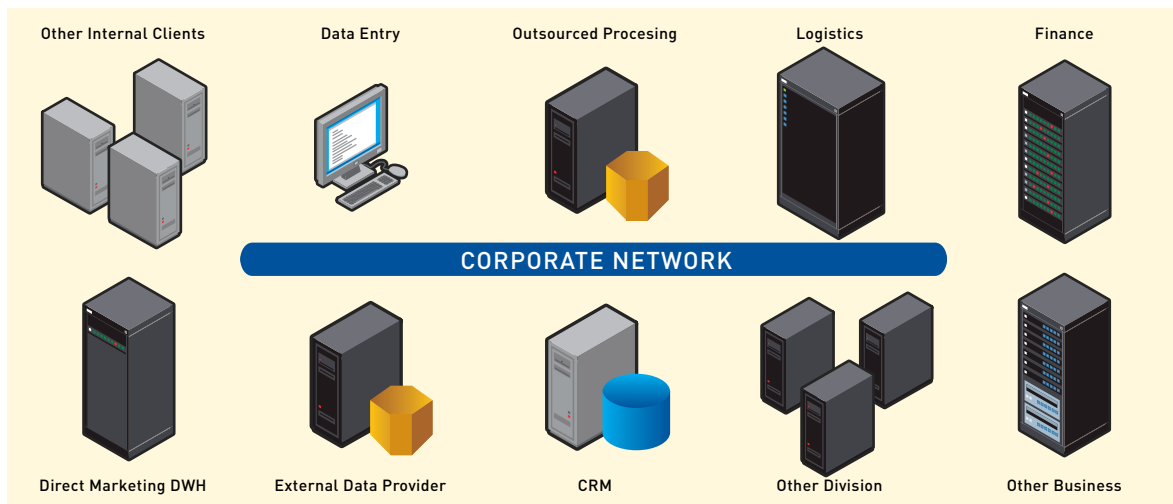 Other Internal Clients
Data Entry
Outsourced Procesing
Logistics
Finance
CORPORATE NETWORK
Direct Marketing DWH
External Data Provider
CRM
Other Division
Other Business